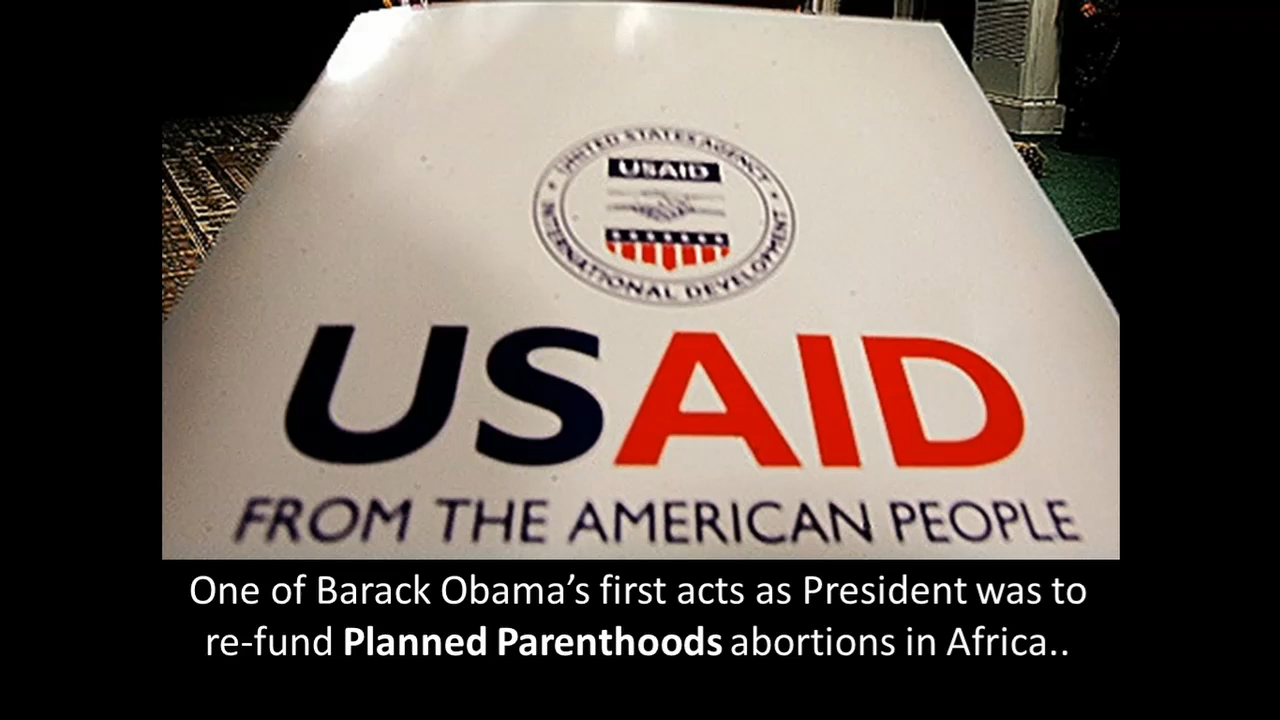 UNITED STATES AGENCY
USAID
INTERNATIONAL DEVELOPMENT
USAID
FROM THE AMERICAN PEOPLE
One of Barack Obama’s first acts as President was to
re-fund Planned Parenthoods abortions in Africa..